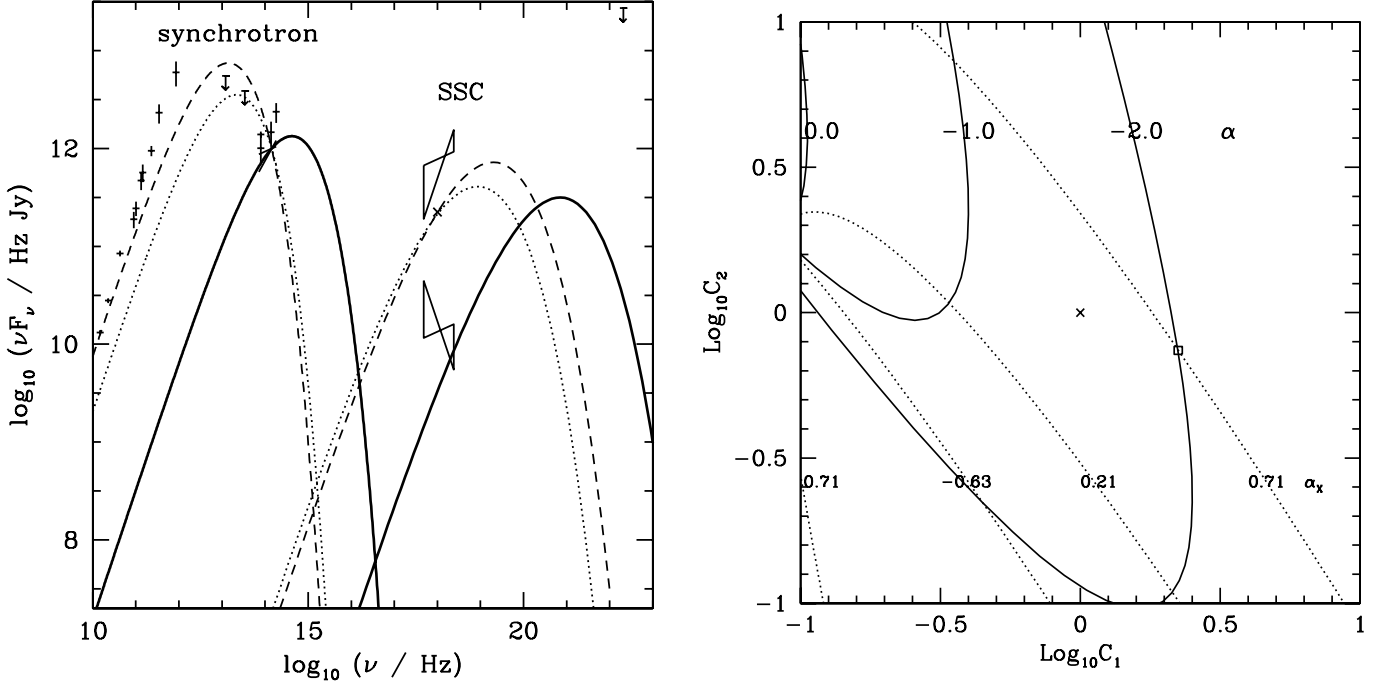 synchrotron
SSC
12
10
8
log₁₀ (νFᵥ / Hz Jy)
10
15
20
log₁₀ (ν / Hz)
1
0.5
0
−0.5
−1
Log₁₀C₂
0.0
−1.0
−2.0
α
0.71
−0.63
0.21
0.71
αₓ
−1
−0.5
0
0.5
1
Log₁₀C₁